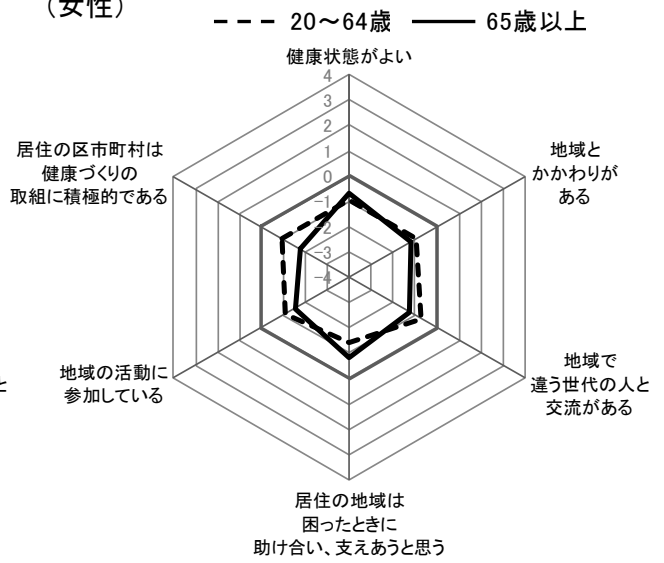 （女性）
20～64歳 65歳以上
健康状態がよい
4
3
2
1
0
−1
−2
−3
−4
地域と
かかわりが
ある
地域で
違う世代の人と
交流がある
居住の地域は
困ったときに
助け合い、支えあうと思う
地域の活動に
参加している
居住の区市町村は
健康づくりの
取組に積極的である
と